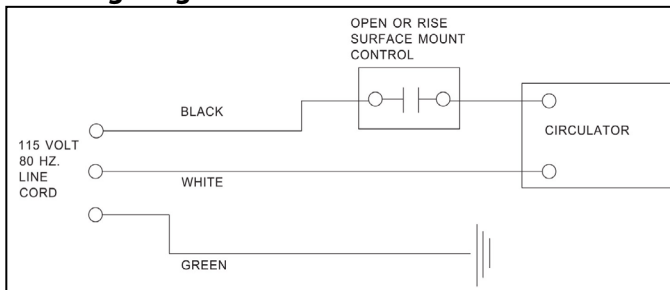 OPEN OR RISE
SURFACE MOUNT
CONTROL
BLACK
CIRCULATOR
115 VOLT
80 HZ.
LINE
CORD
WHITE
GREEN